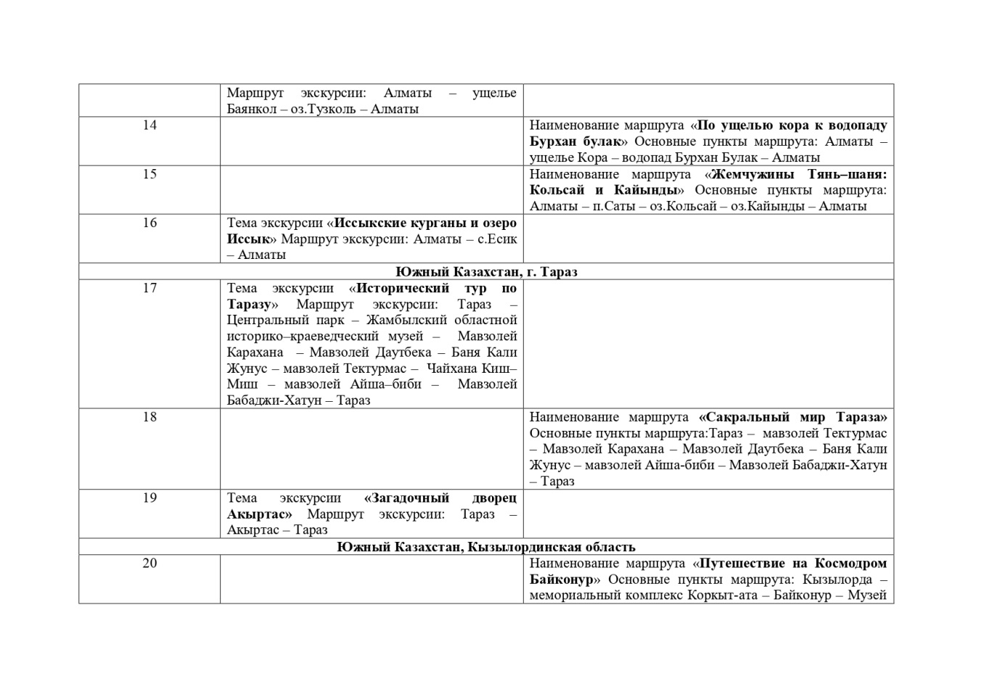 Маршрут экскурсии: Алматы – ущелье
Баянкол – оз.Тузколь – Алматы
14
Наименование маршрута «По ущелью кора к водопаду
Бурхан булак» Основные пункты маршрута: Алматы –
ущелье Кора – водопад Бурхан Булак – Алматы
15
Наименование маршрута «Жемчужины Тянь–шаня:
Кольсай и Кайынды» Основные пункты маршрута:
Алматы – п.Саты – оз.Кольсай – оз.Кайынды – Алматы
16
Тема экскурсии «Иссыкские курганы и озеро
Иссык» Маршрут экскурсии: Алматы – с.Есик
– Алматы
Южный Казахстан, г. Тараз
17
Тема экскурсии «Исторический тур по
Таразу» Маршрут экскурсии: Тараз –
Центральный парк – Жамбылский областной
историко–краеведческий музей – Мавзолей
Карахана – Мавзолей Даутбека – Баня Кали
Жунус – мавзолей Тектурмас – Чайхана Киш–
Миш – мавзолей Айша–биби – Мавзолей
Бабаджи-Хатун – Тараз
18
Наименование маршрута «Сакральный мир Тараза»
Основные пункты маршрута:Тараз – мавзолей Тектурмас
– Мавзолей Карахана – Мавзолей Даутбека – Баня Кали
Жунус – мавзолей Айша-биби – Мавзолей Бабаджи-Хатун
– Тараз
19
Тема экскурсии «Загадочный дворец
Акыртас» Маршрут экскурсии: Тараз –
Акыртас – Тараз
Южный Казахстан, Кызылординская область
20
Наименование маршрута «Путешествие на Космодром
Байконур» Основные пункты маршрута: Кызылорда –
мемориальный комплекс Коркыт-ата – Байконур – Музей